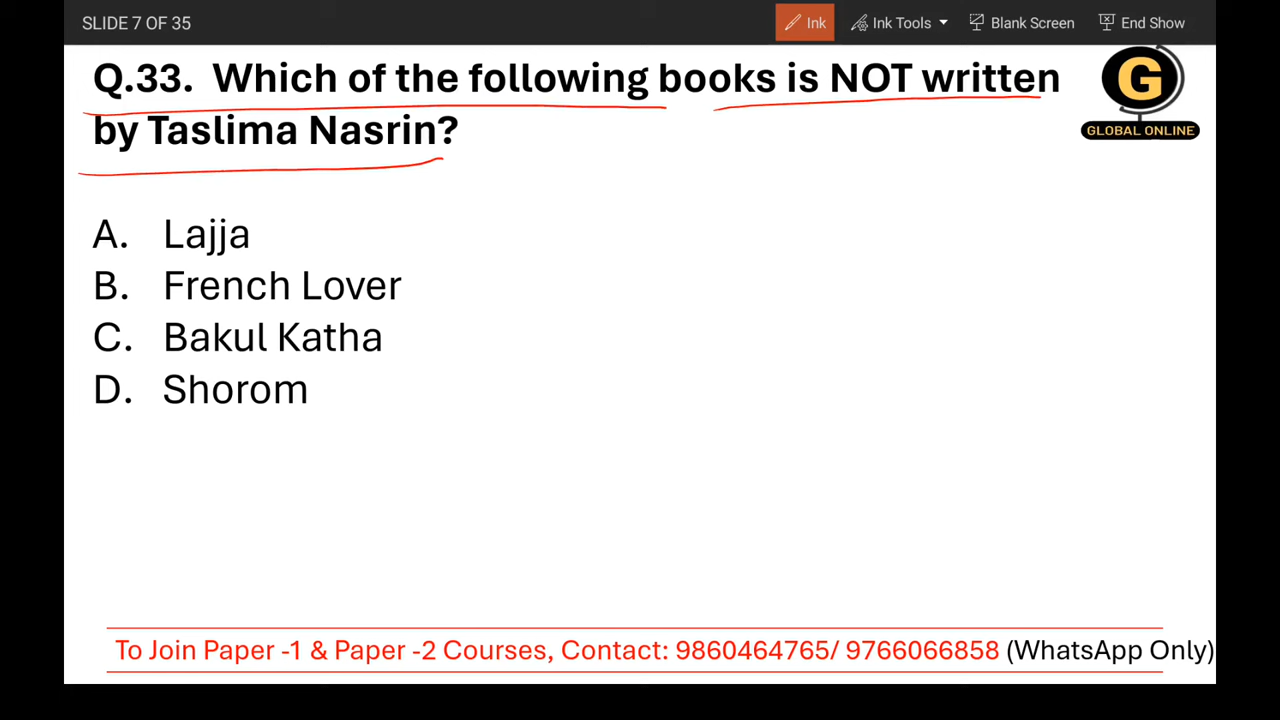 SLIDE 7 OF 35 Ink Ink Tools Blank Screen End Show
Q.33. Which of the following books is NOT written
by Taslima Nasrin?
G
GLOBAL ONLINE
A. Lajja
B. French Lover
C. Bakul Katha
D. Shorom
To Join Paper -1 & Paper -2 Courses, Contact: 9860464765/ 9766066858 (WhatsApp Only)